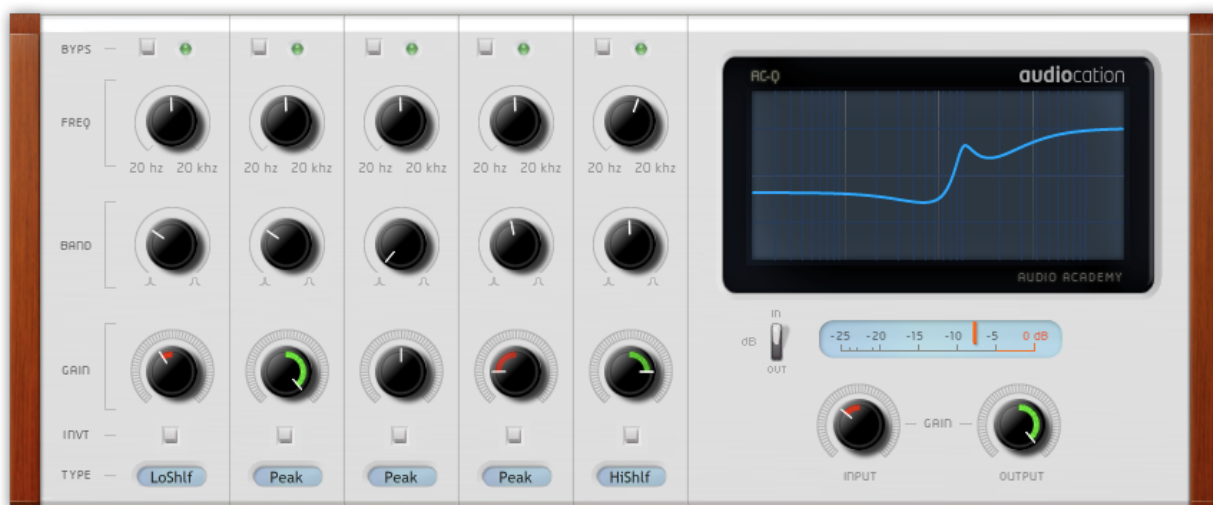 BYPS
FREQ
20 hz 20 khz 20 hz 20 khz 20 hz 20 khz 20 hz 20 khz 20 hz 20 khz
BAND
GAIN
INVT
TYPE LoShlf Peak Peak Peak HiShlf
AC-Q audiocation
AUDIO ACADEMY
IN
dB
OUT
-25 -20 -15 -10 -5 0 dB
GAIN
INPUT OUTPUT